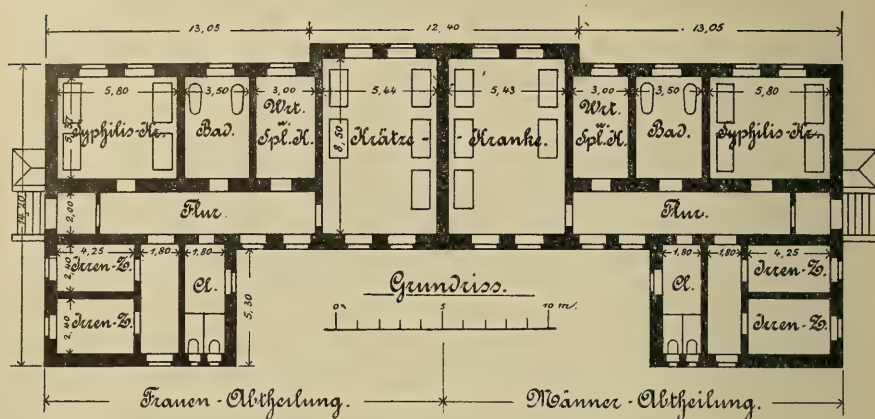 13,05 12,40 13,05
5,80 3,50 3,00 5,44 5,43 3,00 3,50 5,80
Syphilis-Kr. Bad. Wrt. u. Spl.K. Krätze- -Kranke. Wrt. u. Spl.K. Bad. Syphilis-Kr.
8,50
14,20
2,00
Flur. Flur.
4,25 1,80 1,80 1,80 1,80 4,25
Irren-Z. Cl. Cl. Irren-Z.
2,40
5,30
Grundriss.
0 5 10 m.
Irren-Z. Irren-Z.
2,40
Frauen-Abtheilung. Männer-Abtheilung.